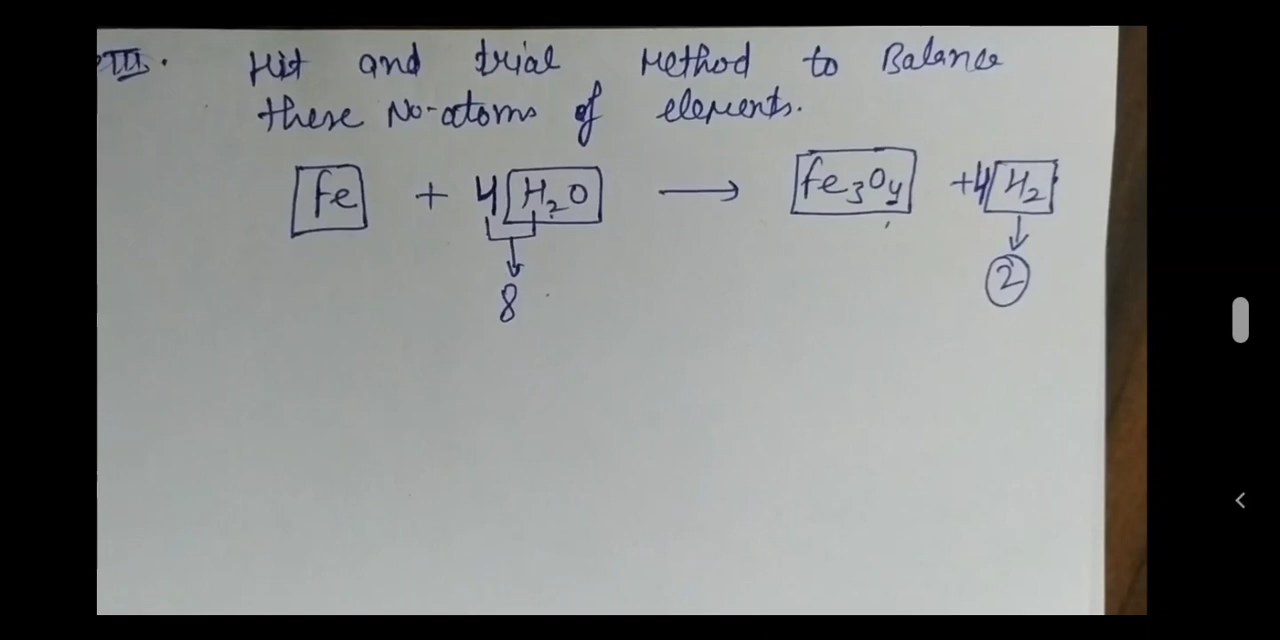 III. Hit and trial Method to Balance
these No-atoms of elements.
Fe + 4 H2O → Fe3O4 + 4 H2
8 2